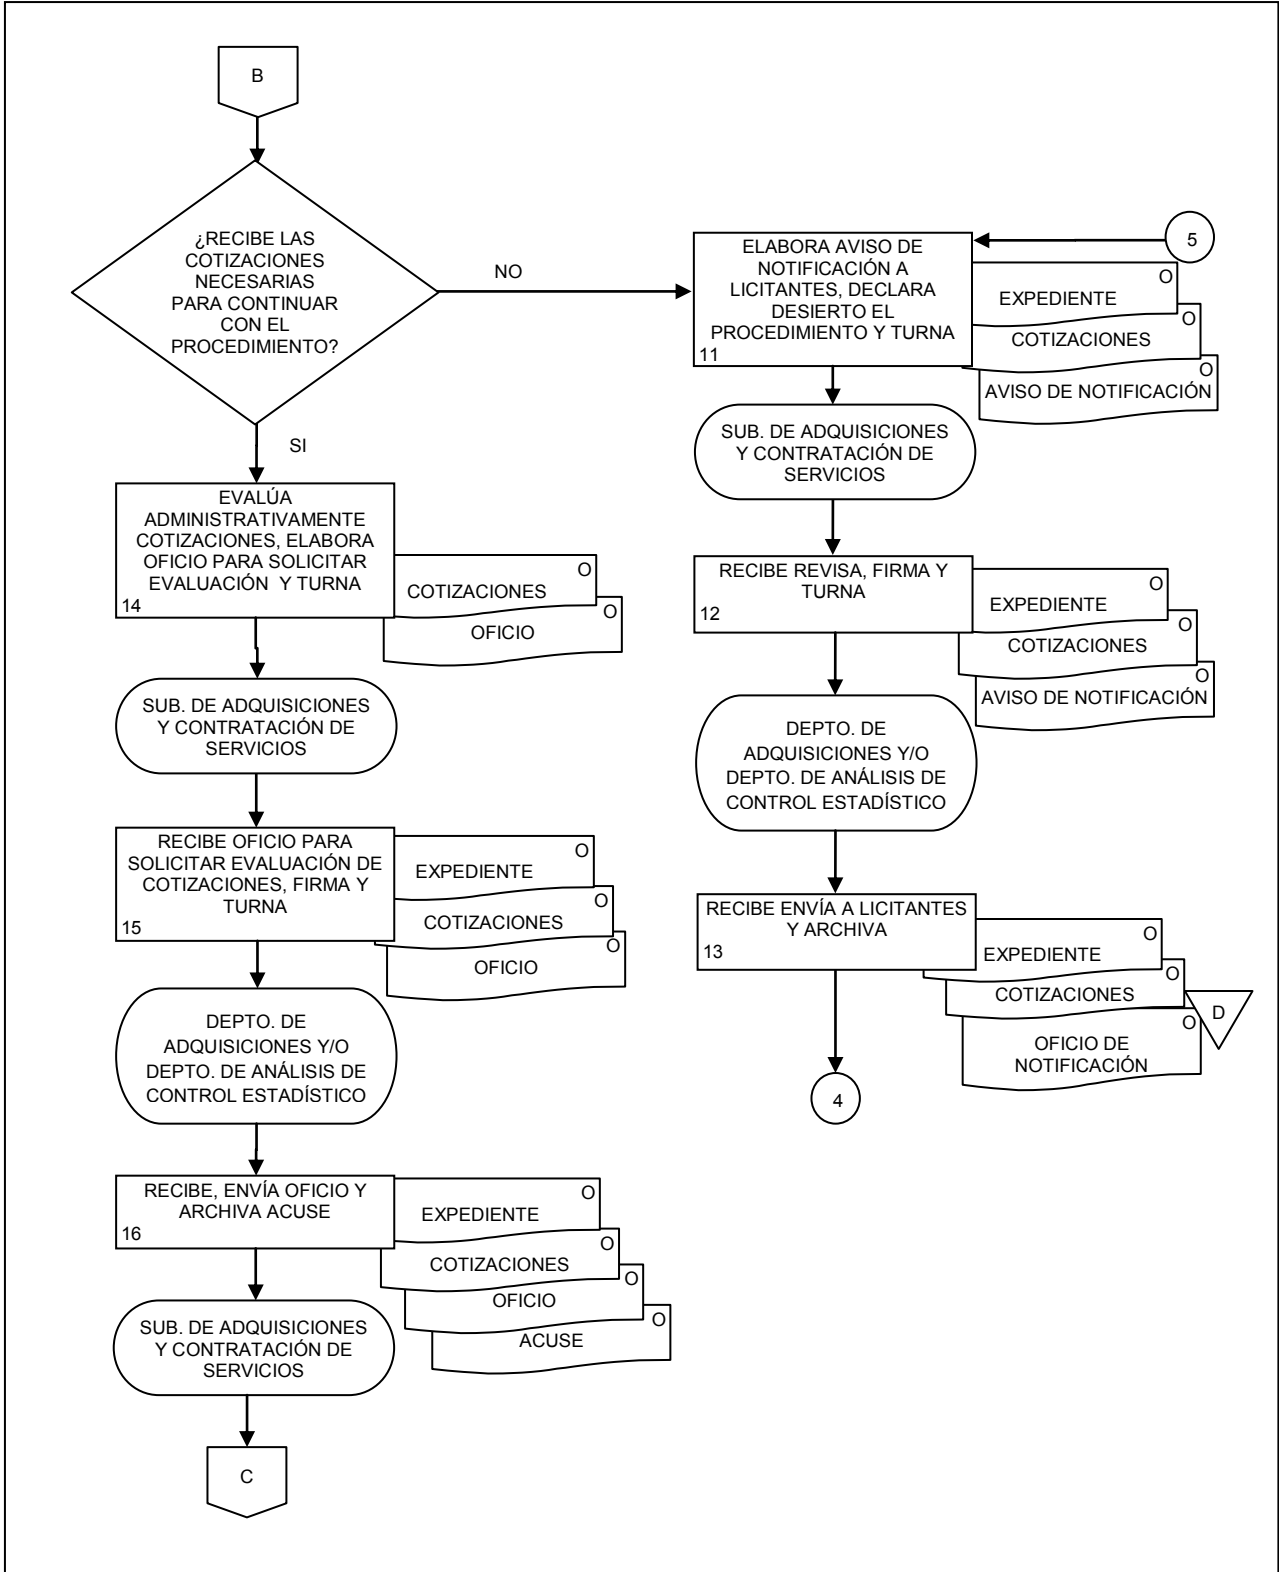 B
¿RECIBE LAS
COTIZACIONES
NECESARIAS
PARA CONTINUAR
CON EL
PROCEDIMIENTO?
NO
SI
EVALÚA
ADMINISTRATIVAMENTE
COTIZACIONES, ELABORA
OFICIO PARA SOLICITAR
EVALUACIÓN Y TURNA
14
O
COTIZACIONES
O
OFICIO
SUB. DE ADQUISICIONES
Y CONTRATACIÓN DE
SERVICIOS
RECIBE OFICIO PARA
SOLICITAR EVALUACIÓN DE
COTIZACIONES, FIRMA Y
TURNA
15
O
EXPEDIENTE
O
COTIZACIONES
O
OFICIO
DEPTO. DE
ADQUISICIONES Y/O
DEPTO. DE ANÁLISIS DE
CONTROL ESTADÍSTICO
RECIBE, ENVÍA OFICIO Y
ARCHIVA ACUSE
16
O
EXPEDIENTE
O
COTIZACIONES
O
OFICIO
O
ACUSE
SUB. DE ADQUISICIONES
Y CONTRATACIÓN DE
SERVICIOS
C
5
ELABORA AVISO DE
NOTIFICACIÓN A
LICITANTES, DECLARA
DESIERTO EL
PROCEDIMIENTO Y TURNA
11
O
EXPEDIENTE
O
COTIZACIONES
O
AVISO DE NOTIFICACIÓN
SUB. DE ADQUISICIONES
Y CONTRATACIÓN DE
SERVICIOS
RECIBE REVISA, FIRMA Y
TURNA
12
O
EXPEDIENTE
O
COTIZACIONES
O
AVISO DE NOTIFICACIÓN
DEPTO. DE
ADQUISICIONES Y/O
DEPTO. DE ANÁLISIS DE
CONTROL ESTADÍSTICO
RECIBE ENVÍA A LICITANTES
Y ARCHIVA
13
O
EXPEDIENTE
O
COTIZACIONES
O
OFICIO DE
NOTIFICACIÓN
D
4